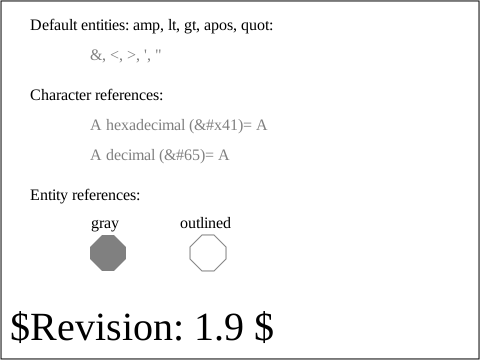 Default entities: amp, lt, gt, apos, quot:
&, <, >, ', "
Character references:
A hexadecimal (&#x41)= A
A decimal (&#65)= A
Entity references:
gray outlined
$Revision: 1.9 $